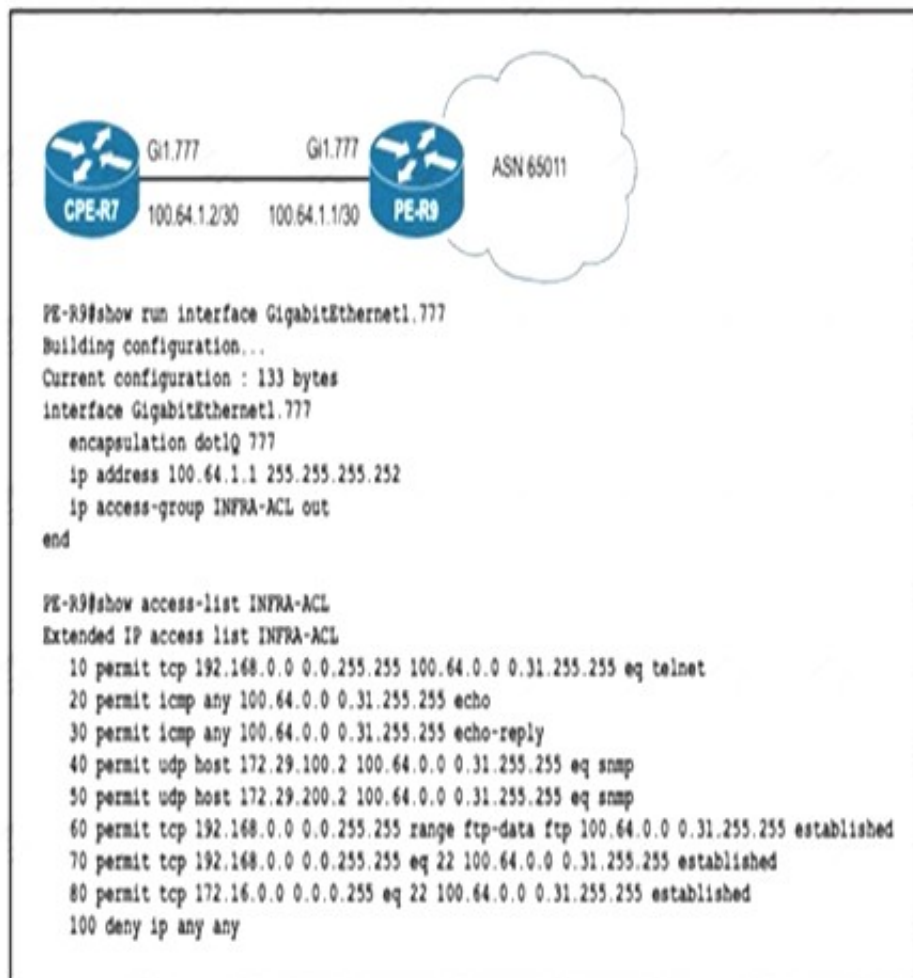 Gi1.777 Gi1.777
ASN 65011
CPE-R7 100.64.1.2/30 100.64.1.1/30 PE-R9
PE-R9#show run interface GigabitEthernet1.777
Building configuration...
Current configuration : 133 bytes
interface GigabitEthernet1.777
encapsulation dot1Q 777
ip address 100.64.1.1 255.255.255.252
ip access-group INFRA-ACL out
end
PE-R9#show access-list INFRA-ACL
Extended IP access list INFRA-ACL
10 permit tcp 192.168.0.0 0.0.255.255 100.64.0.0 0.31.255.255 eq telnet
20 permit icmp any 100.64.0.0 0.31.255.255 echo
30 permit icmp any 100.64.0.0 0.31.255.255 echo-reply
40 permit udp host 172.29.100.2 100.64.0.0 0.31.255.255 eq snmp
50 permit udp host 172.29.200.2 100.64.0.0 0.31.255.255 eq snmp
60 permit tcp 192.168.0.0 0.0.255.255 range ftp-data ftp 100.64.0.0 0.31.255.255 established
70 permit tcp 192.168.0.0 0.0.255.255 eq 22 100.64.0.0 0.31.255.255 established
80 permit tcp 172.16.0.0 0.0.0.255 eq 22 100.64.0.0 0.31.255.255 established
100 deny ip any any